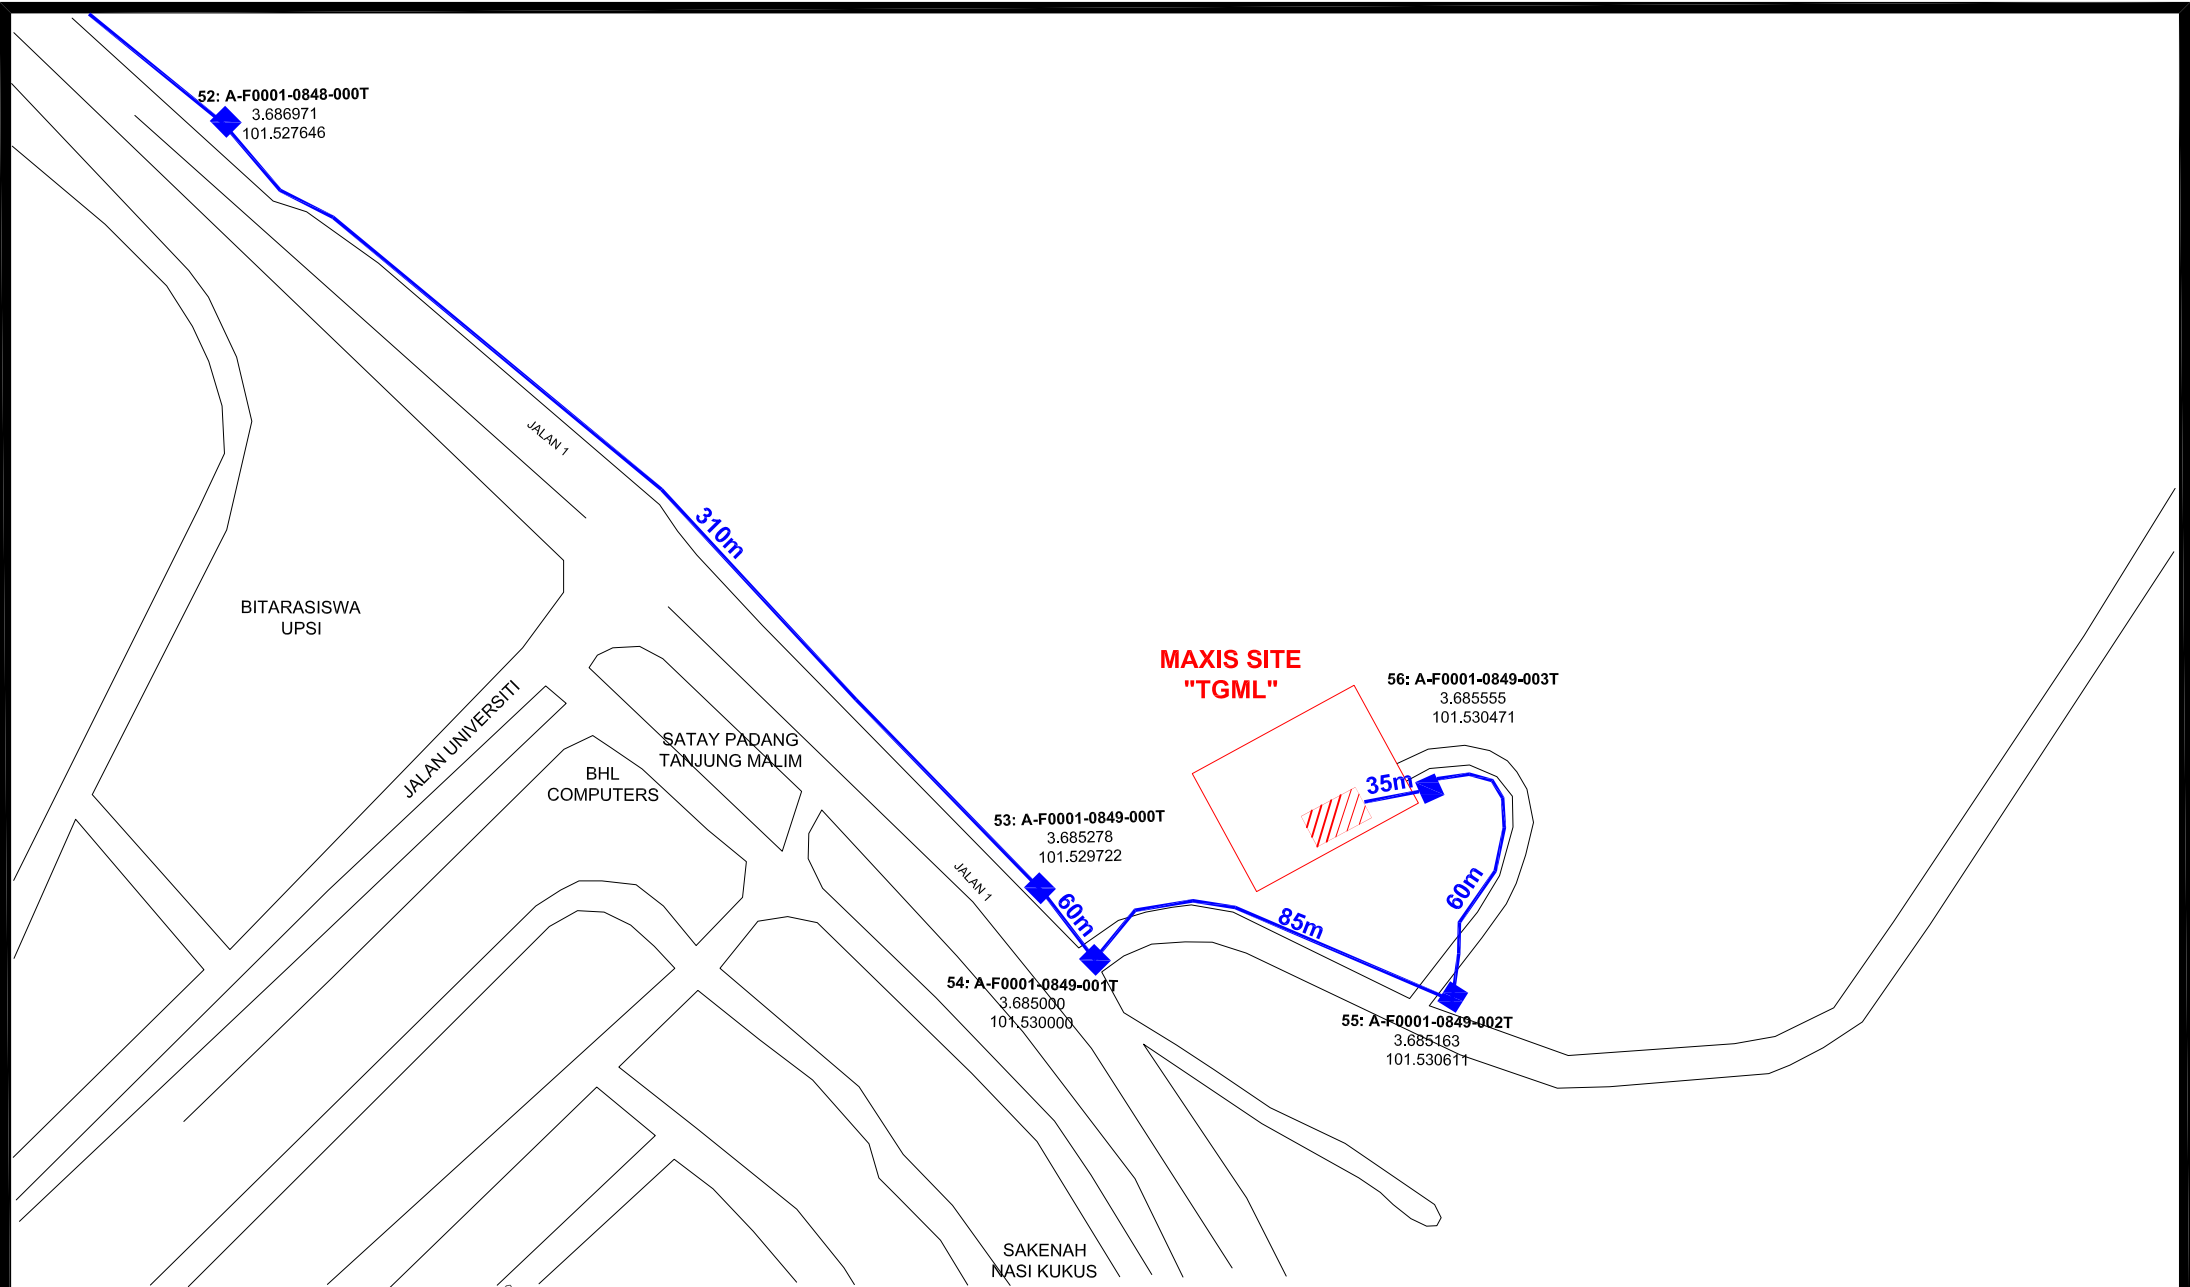 52: A-F0001-0848-000T
3.686971
101.527646
JALAN 1
310m
BITARASISWA
UPSI
MAXIS SITE
"TGML"
56: A-F0001-0849-003T
3.685555
101.530471
JALAN UNIVERSITI
SATAY PADANG
TANJUNG MALIM
BHL
COMPUTERS
35m
53: A-F0001-0849-000T
3.685278
101.529722
JALAN 1
60m
60m
85m
54: A-F0001-0849-001T
3.685000
101.530000
55: A-F0001-0849-002T
3.685163
101.530611
SAKENAH
NASI KUKUS